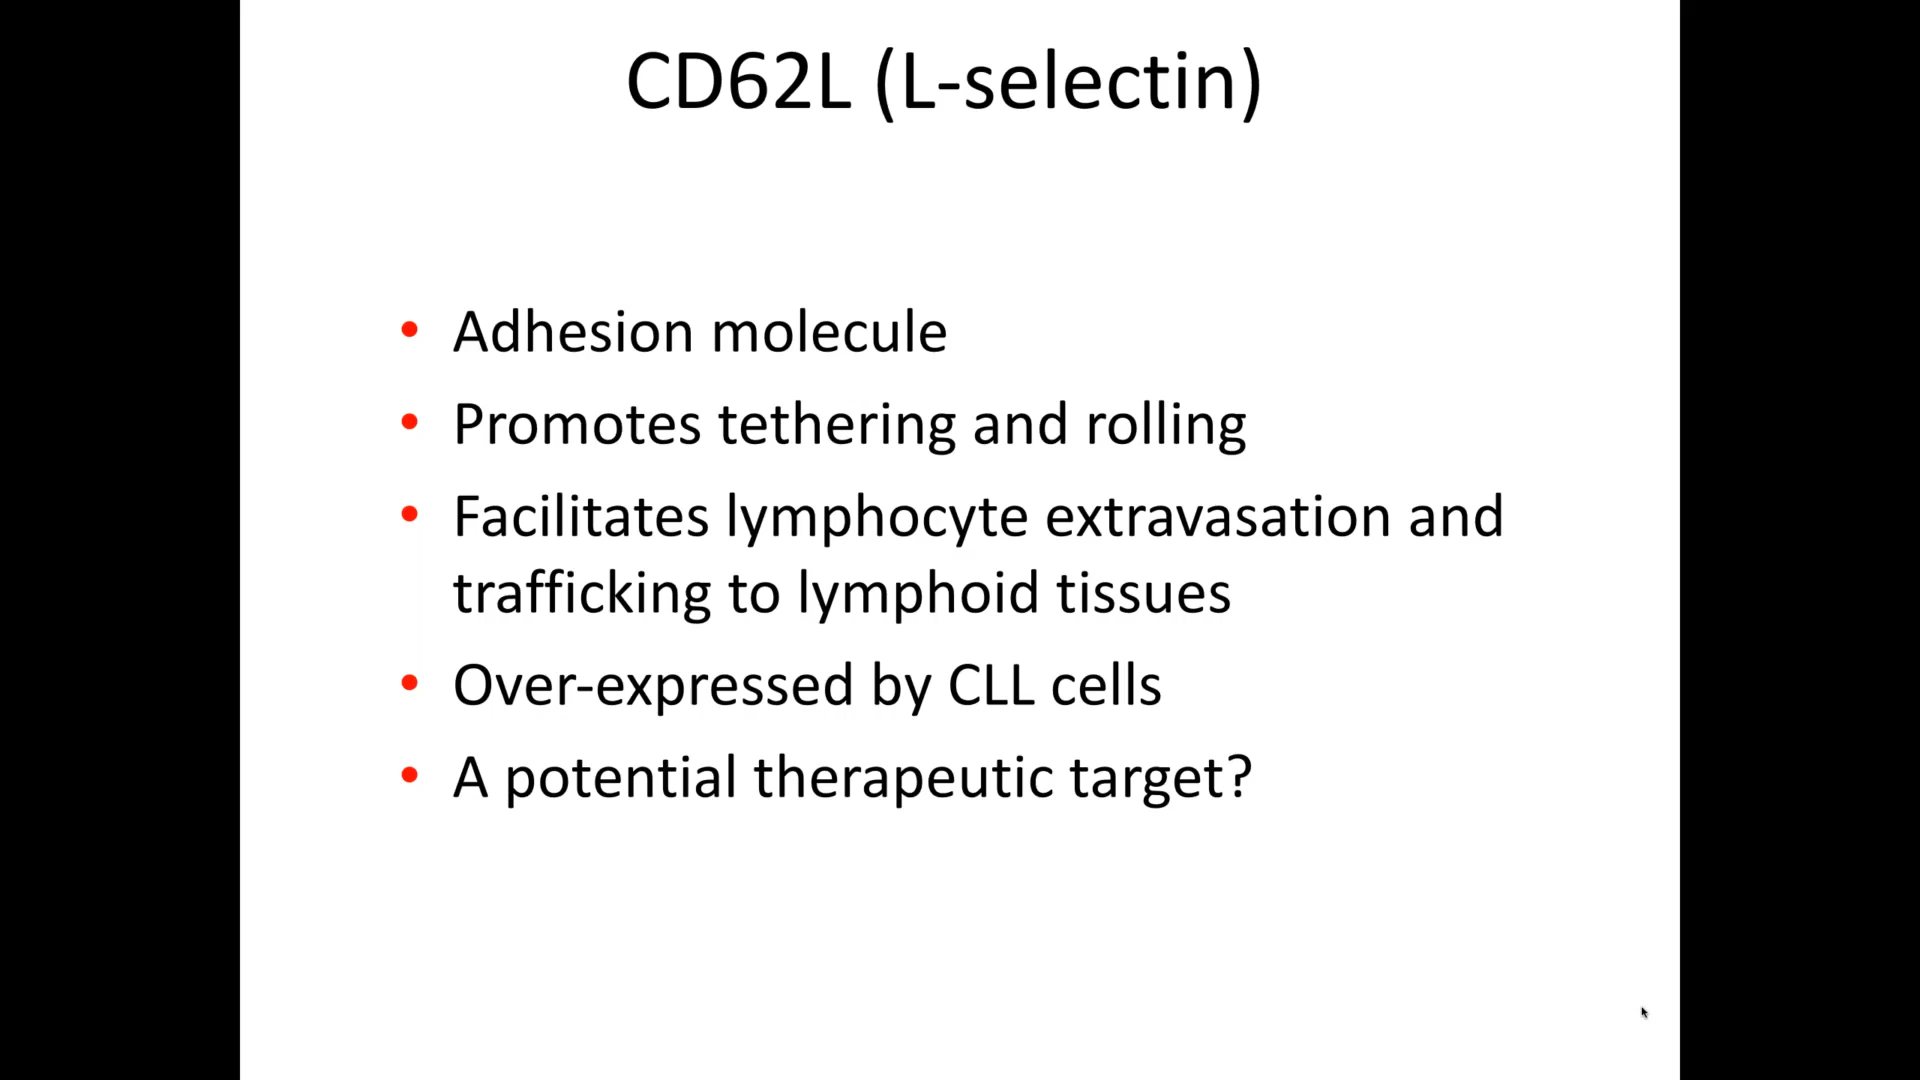 CD62L (L-selectin)
• Adhesion molecule
• Promotes tethering and rolling
• Facilitates lymphocyte extravasation and
trafficking to lymphoid tissues
• Over-expressed by CLL cells
• A potential therapeutic target?